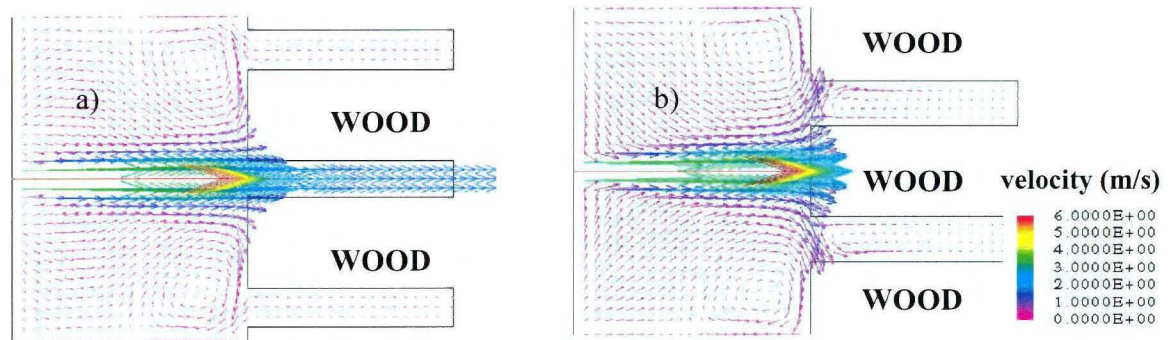 a)
WOOD
WOOD
WOOD
b)
WOOD
WOOD
velocity (m/s)
6.0000E+00
5.0000E+00
4.0000E+00
3.0000E+00
2.0000E+00
1.0000E+00
0.0000E+00